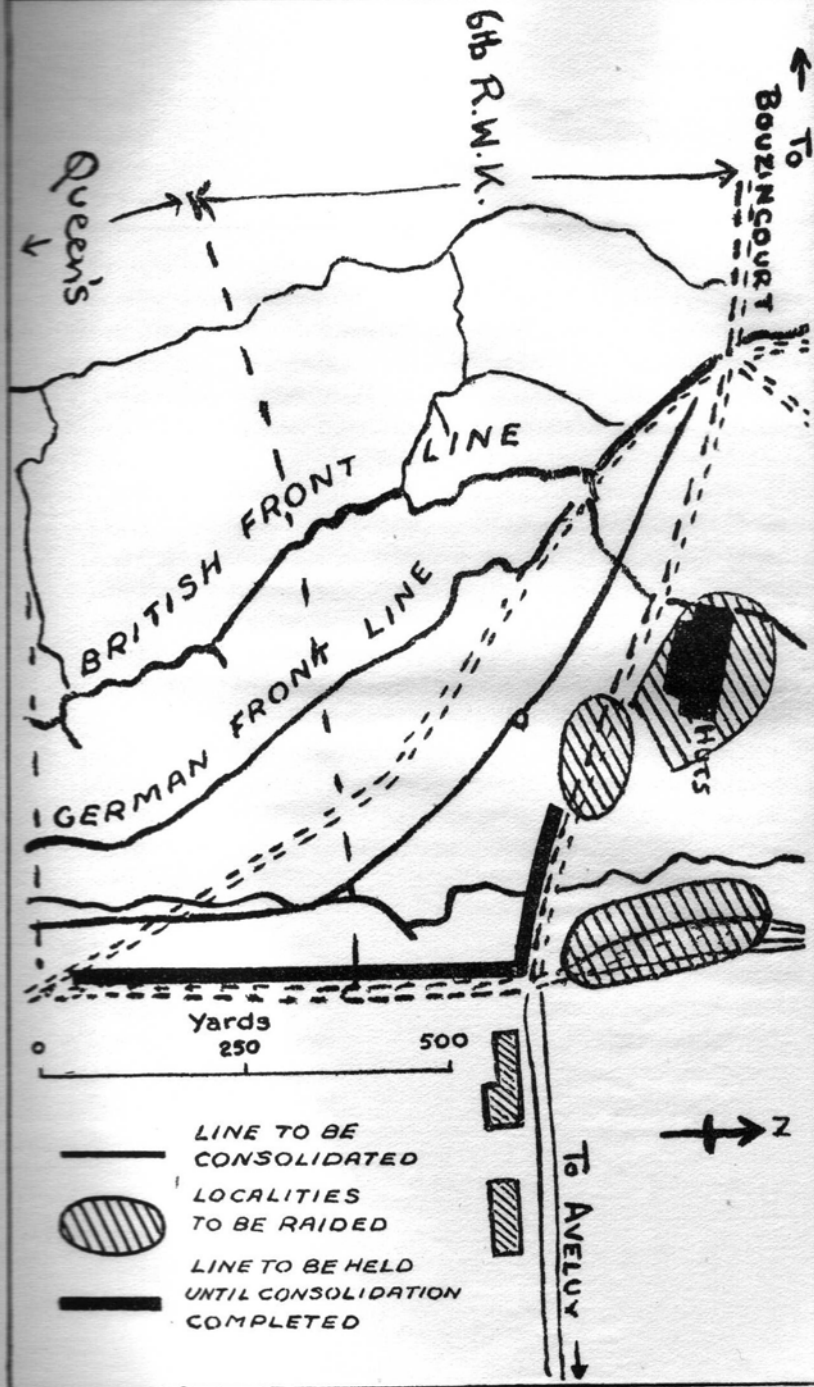 ← To
BOUZINCOURT
6th R.W.K.
Queen's
BRITISH FRONT LINE
GERMAN FRONT LINE
HUTS
Yards
0 250 500
N
To AVELUY →
LINE TO BE
CONSOLIDATED
LOCALITIES
TO BE RAIDED
LINE TO BE HELD
UNTIL CONSOLIDATION
COMPLETED